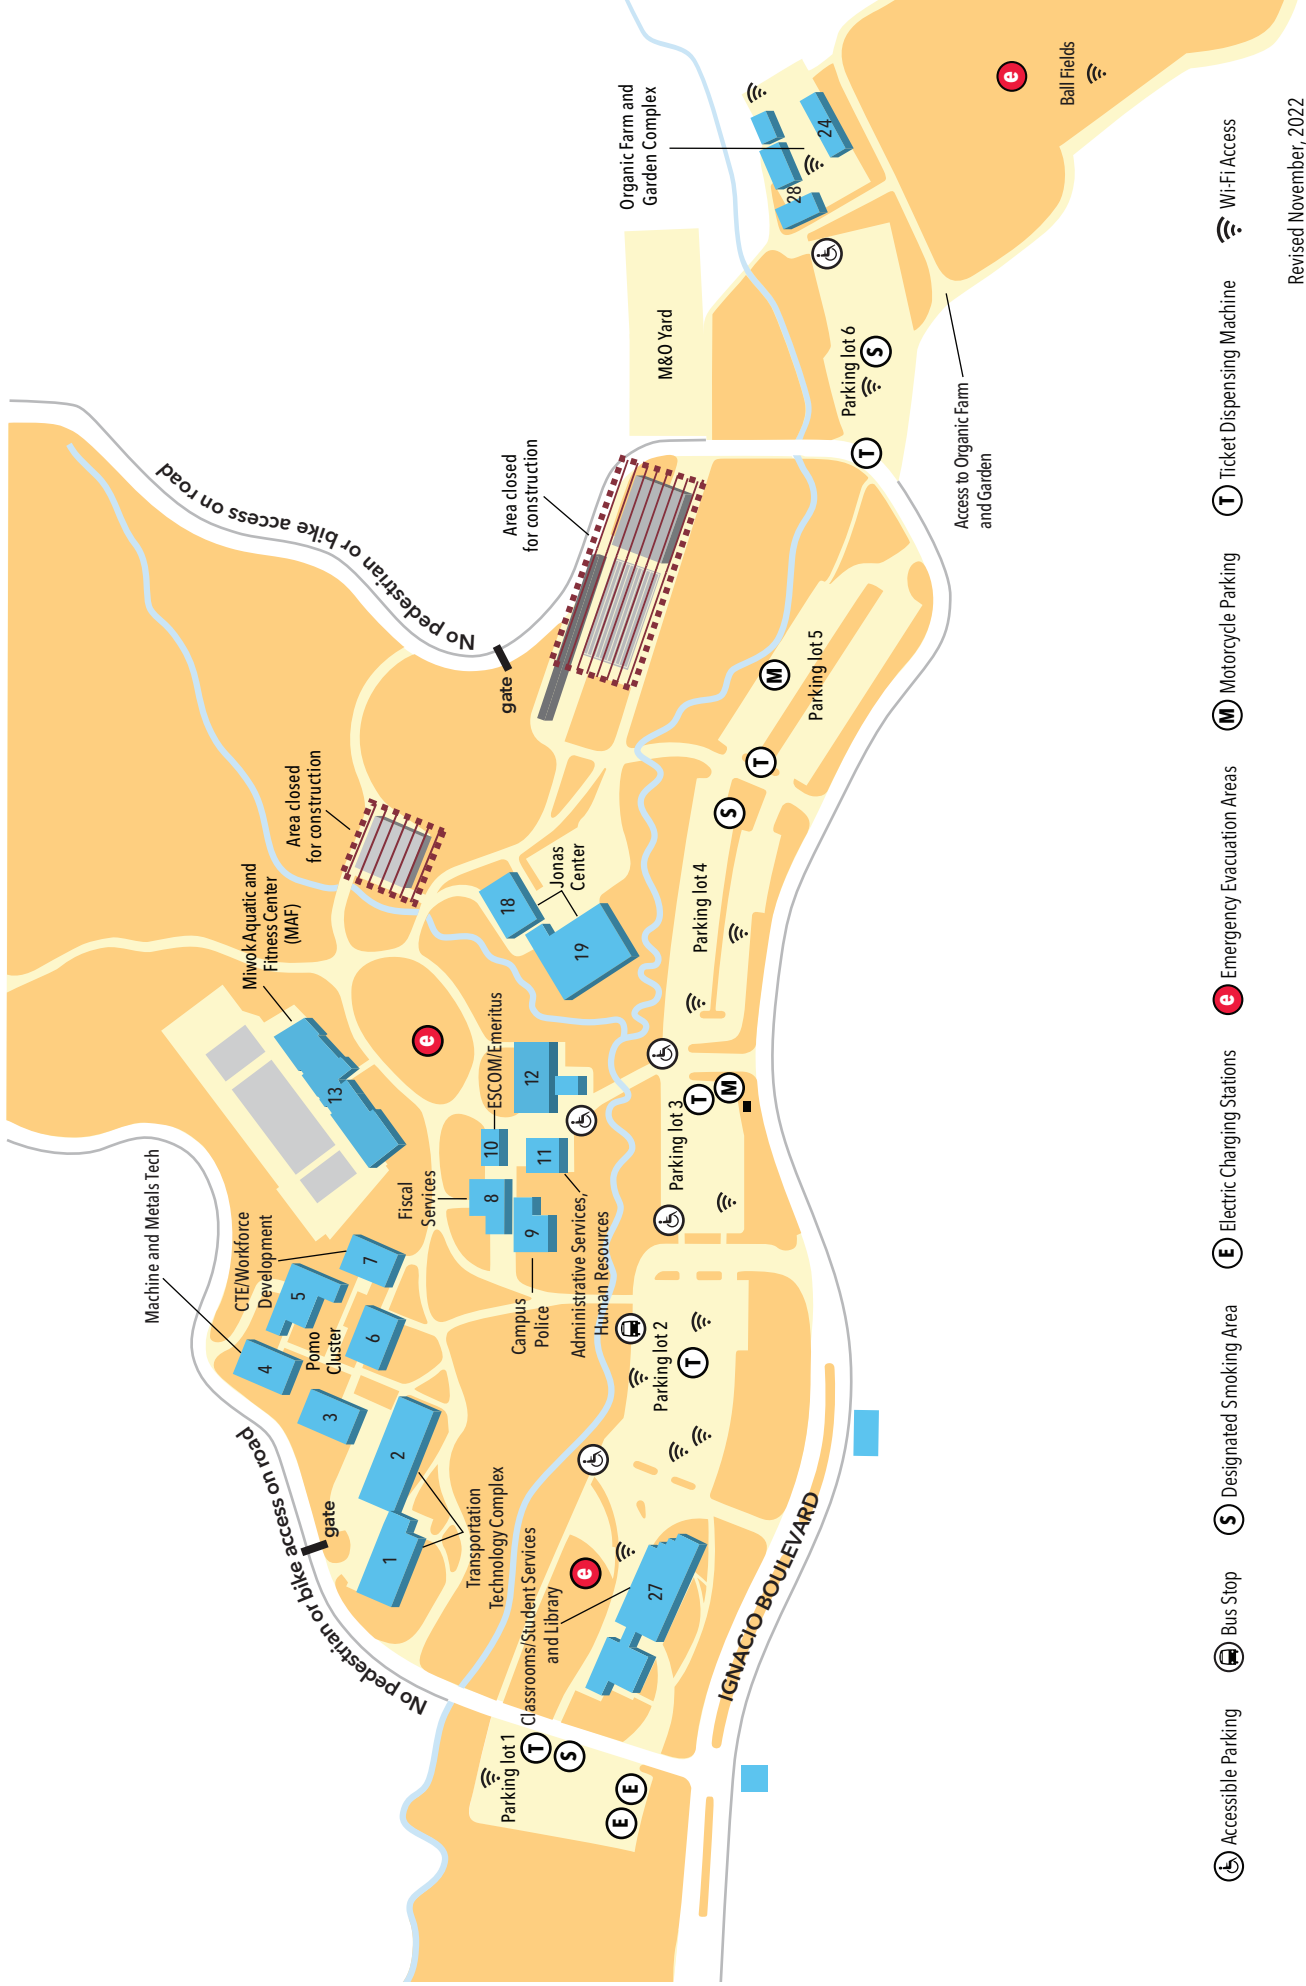 No pedestrian or bike access on road
gate
No pedestrian or bike access on road
gate
Machine and Metals Tech
CTE/Workforce
Development
Miwok Aquatic and
Fitness Center
(MAF)
Area closed
for construction
Area closed
for construction
Organic Farm and
Garden Complex
M&O Yard
Pomo
Cluster
1
2
3
4
5
6
7
13
Transportation
Technology Complex
Fiscal
Services
8
9
10
11
12
ESCOM/Emeritus
Campus
Police
Administrative Services,
Human Resources
18
19
Jonas
Center
Classrooms/Student Services
and Library
27
28
24
Parking lot 1
T
S
E
E
Parking lot 2
T
Parking lot 3
T
M
Parking lot 4
S
T
Parking lot 5
M
Parking lot 6
S
T
e
e
e
Ball Fields
Access to Organic Farm
and Garden
IGNACIO BOULEVARD
Accessible Parking
Bus Stop
S Designated Smoking Area
E Electric Charging Stations
e Emergency Evacuation Areas
M Motorcycle Parking
T Ticket Dispensing Machine
Wi-Fi Access
Revised November, 2022